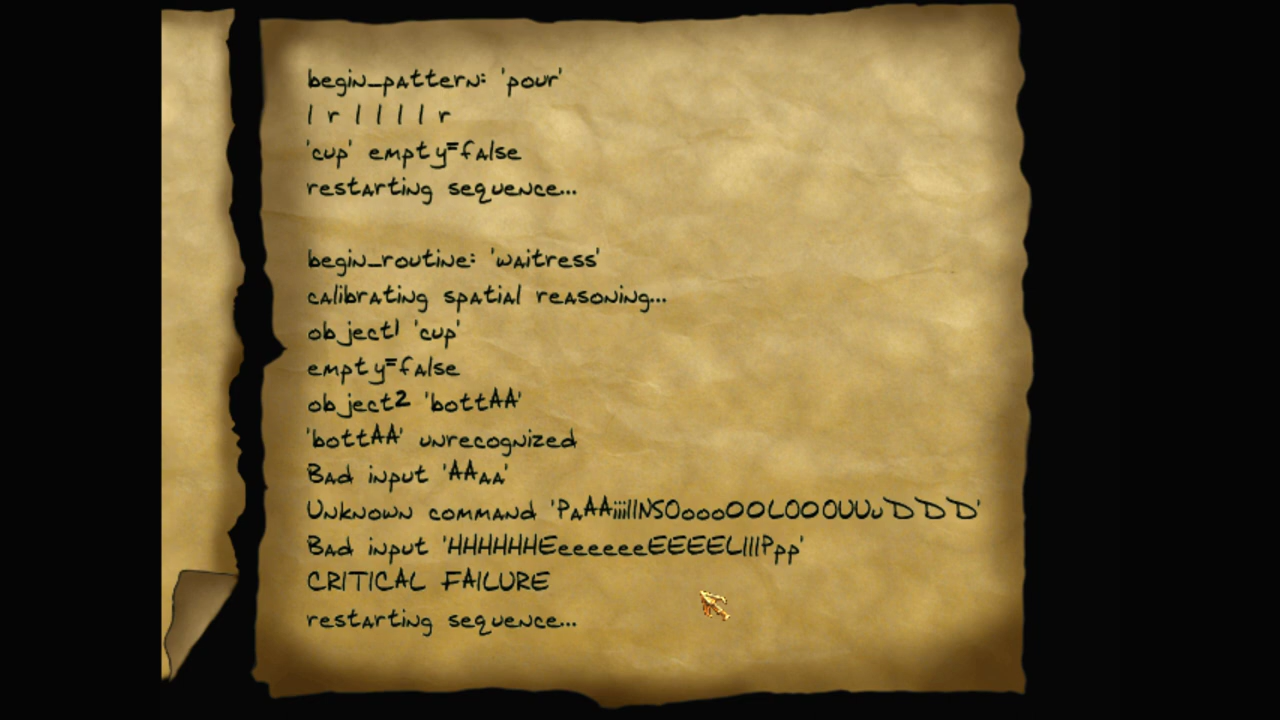 begin_pattern: 'pour'
l r l l l l r
'cup' empty=false
restarting sequence...
begin_routine: 'waitress'
calibrating spatial reasoning...
object1 'cup'
empty=false
object2 'bottAA'
'bottAA' unrecognized
Bad input 'AAaa'
Unknown command 'PaAAiiiIINSOoooOOLOOOUUuDDD'
Bad input 'HHHHHHEeeeeeeEEEELIIIPpp'
CRITICAL FAILURE
restarting sequence...